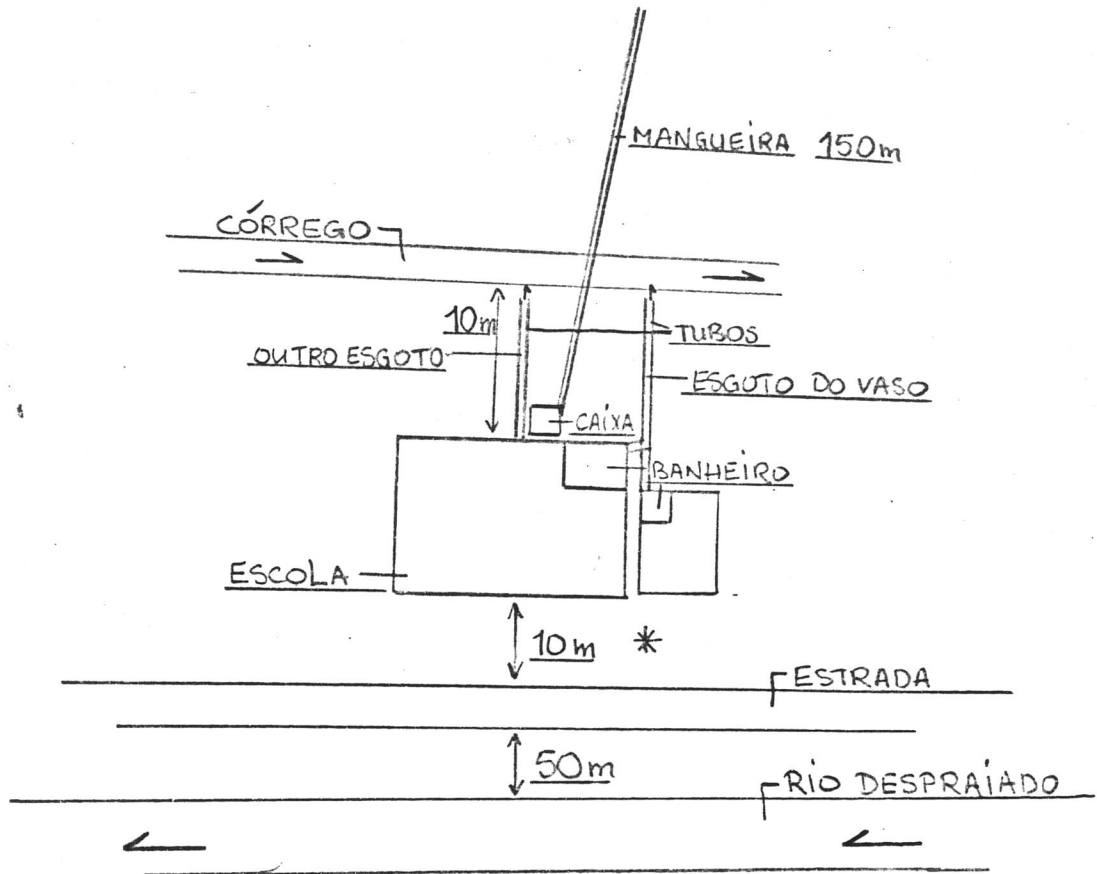 MANGUEIRA 150m
CÓRREGO
10m
TUBOS
OUTRO ESGOTO
ESGOTO DO VASO
CAIXA
BANHEIRO
ESCOLA
10m *
ESTRADA
50m
RIO DESPRAIADO